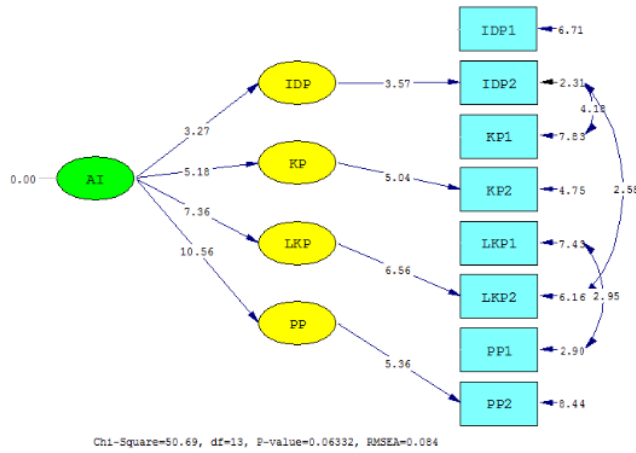 IDP1
6.71
IDP
3.57
IDP2
2.31
4.18
3.27
KP1
7.83
0.00
AI
5.18
KP
5.04
KP2
4.75
2.58
7.36
LKP
LKP1
7.43
10.56
6.56
LKP2
6.16
2.95
PP
PP1
2.90
5.36
PP2
8.44
Chi-Square=50.69, df=13, P-value=0.06332, RMSEA=0.084